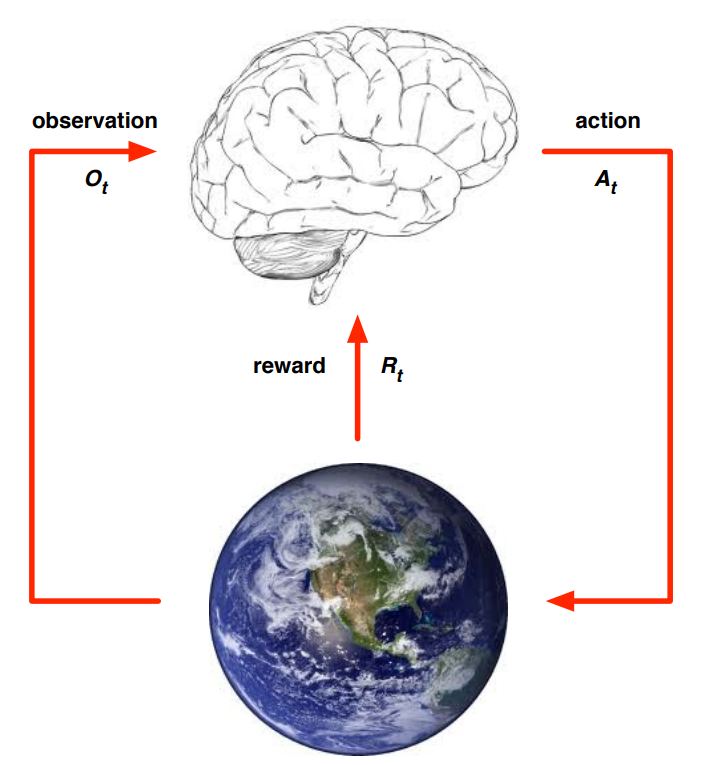 observation
O_t
action
A_t
reward
R_t